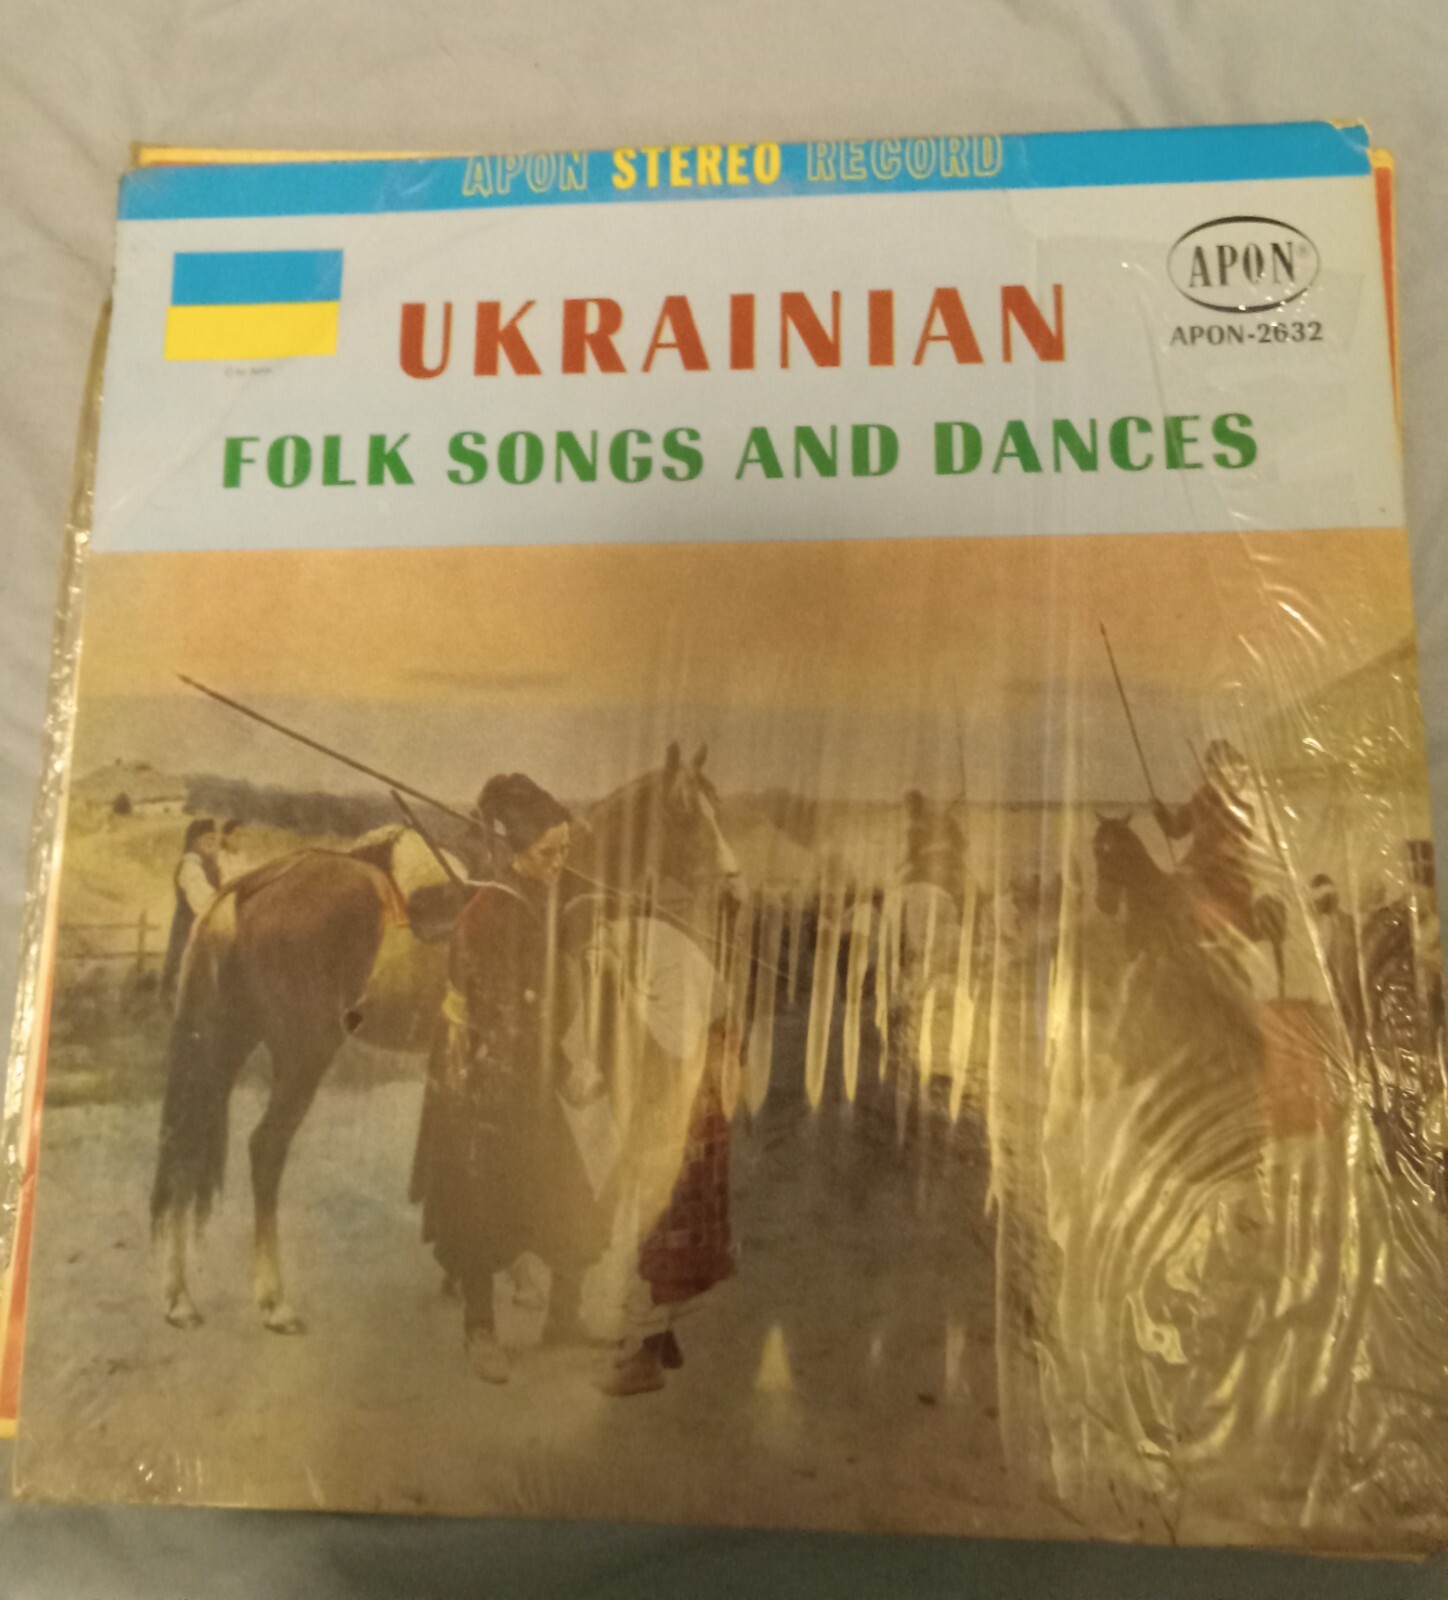 APON STEREO RECORD
APON®
APON-2632
UKRAINIAN
FOLK SONGS AND DANCES